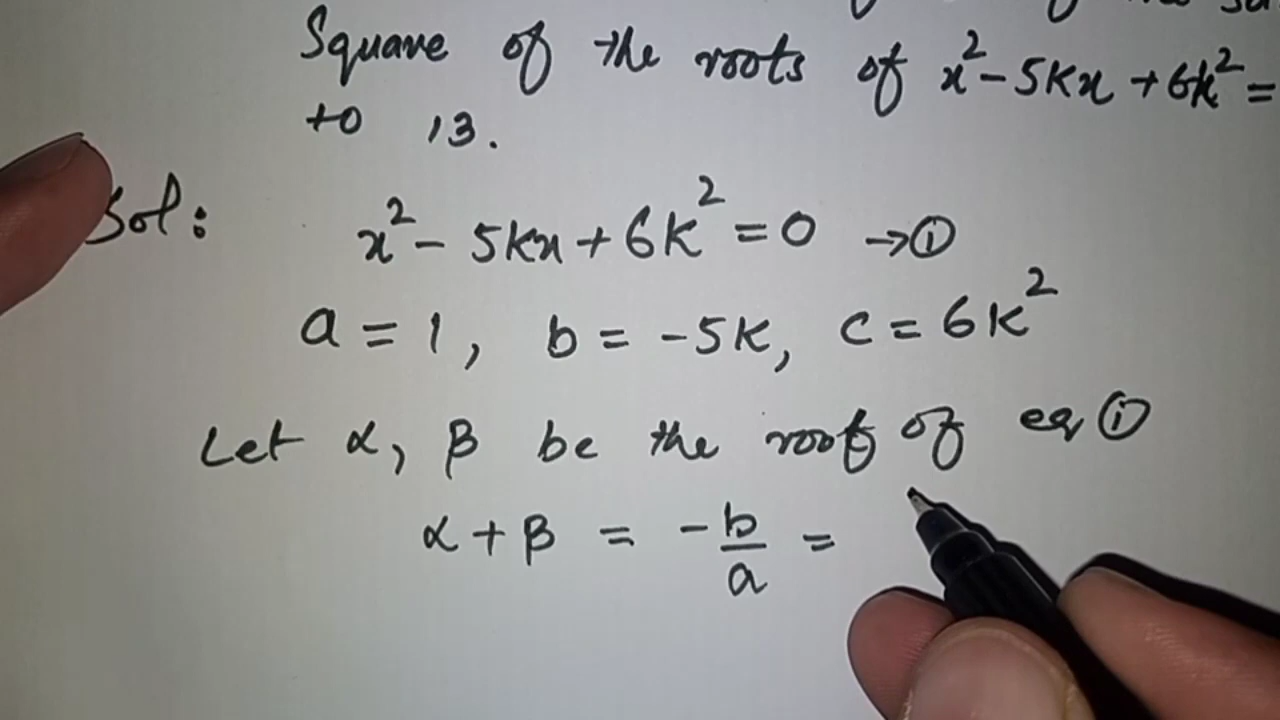 Square of the roots of x² - 5kx + 6k² =
to 13.
Sol: x² - 5kx + 6k² = 0 → ①
a = 1, b = -5k, c = 6k²
Let α, β be the roots of eq ①
α + β = -b/a =